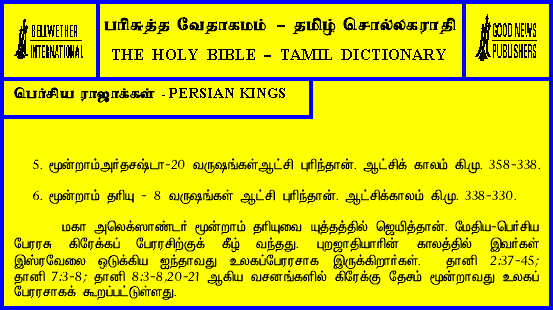 BELLWETHER
INTERNATIONAL
பரிசுத்த வேதாகமம் – தமிழ் சொல்லகராதி
THE HOLY BIBLE – TAMIL DICTIONARY
GOOD NEWS
PUBLISHERS
பெர்சிய ராஜாக்கள் - PERSIAN KINGS
5. மூன்றாம்அர்தசஷ்டா-20 வருஷங்கள்ஆட்சி புரிந்தான். ஆட்சிக் காலம் கி.மு. 358-338.
6. மூன்றாம் தரியு - 8 வருஷங்கள் ஆட்சி புரிந்தான். ஆட்சிக்காலம் கி.மு. 338-330.
மகா அலெக்ஸாண்டர் மூன்றாம் தரியுவை யுத்தத்தில் ஜெயித்தான். மேதிய-பெர்சிய
பேரரசு கிரேக்கப் பேரரசிற்குக் கீழ் வந்தது. புறஜாதியாரின் காலத்தில் இவர்கள்
இஸ்ரவேலை ஒடுக்கிய ஐந்தாவது உலகப்பேரரசாக இருக்கிறார்கள். தானி 2:37-45;
தானி 7:3-8; தானி 8:3-8,20-21 ஆகிய வசனங்களில் கிரேக்கு தேசம் மூன்றாவது உலகப்
பேரரசாகக் கூறப்பட்டுள்ளது.